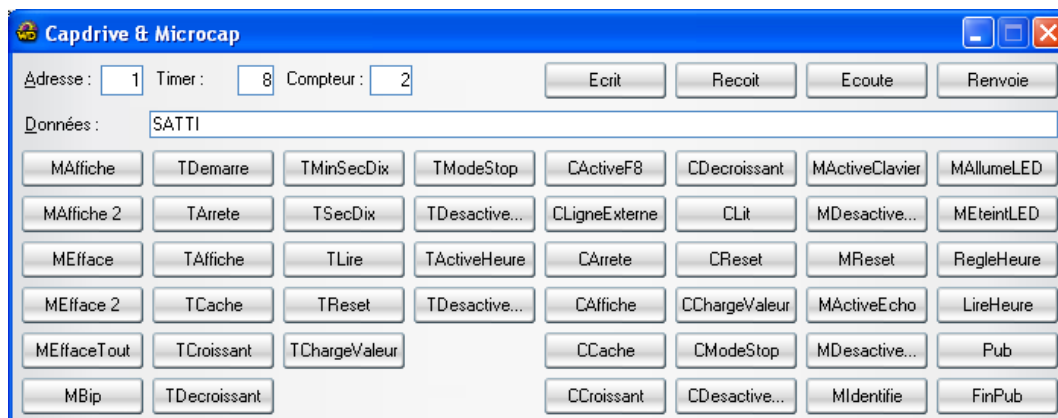 Capdrive & Microcap
Adresse : 1 Timer : 8 Compteur : 2 Ecrit Recoit Ecoute Renvoie
Données : SATTI
MAffiche TDemarre TMinSecDix TModeStop CActiveF8 CDecroissant MActiveClavier MAllumeLED
MAffiche 2 TArrete TSecDix TDesactive... CLigneExterne CLit MDesactive... MEteintLED
MEfface TAffiche TLire TActiveHeure CArrete CReset MReset RegleHeure
MEfface 2 TCache TReset TDesactive... CAffiche CChargeValeur MActiveEcho LireHeure
MEffaceTout TCroissant TChargeValeur CCache CModeStop MDesactive... Pub
MBip TDecroissant CCroissant CDesactive... MIdentifie FinPub